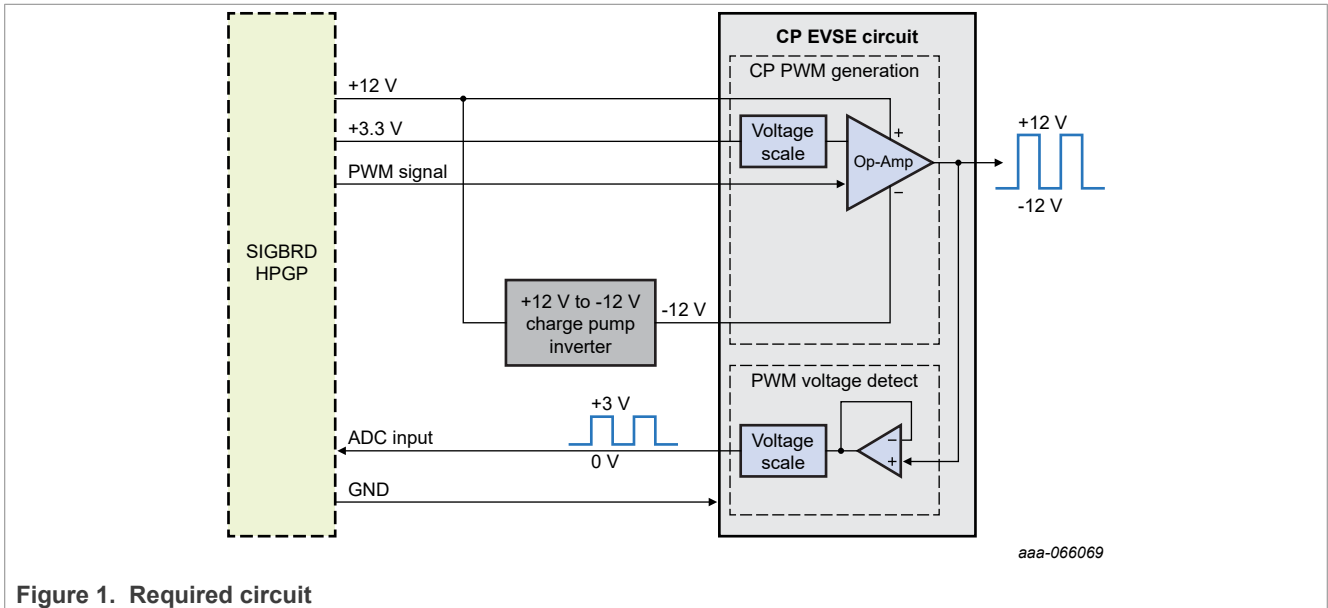 CP EVSE circuit
CP PWM generation
+12 V
+3.3 V
PWM signal
Voltage
scale
+
Op-Amp
−
+12 V
-12 V
SIGBRD
HPGP
+12 V to -12 V
charge pump
inverter
-12 V
PWM voltage detect
+3 V
0 V
ADC input
Voltage
scale
−
+
GND
aaa-066069
Figure 1. Required circuit